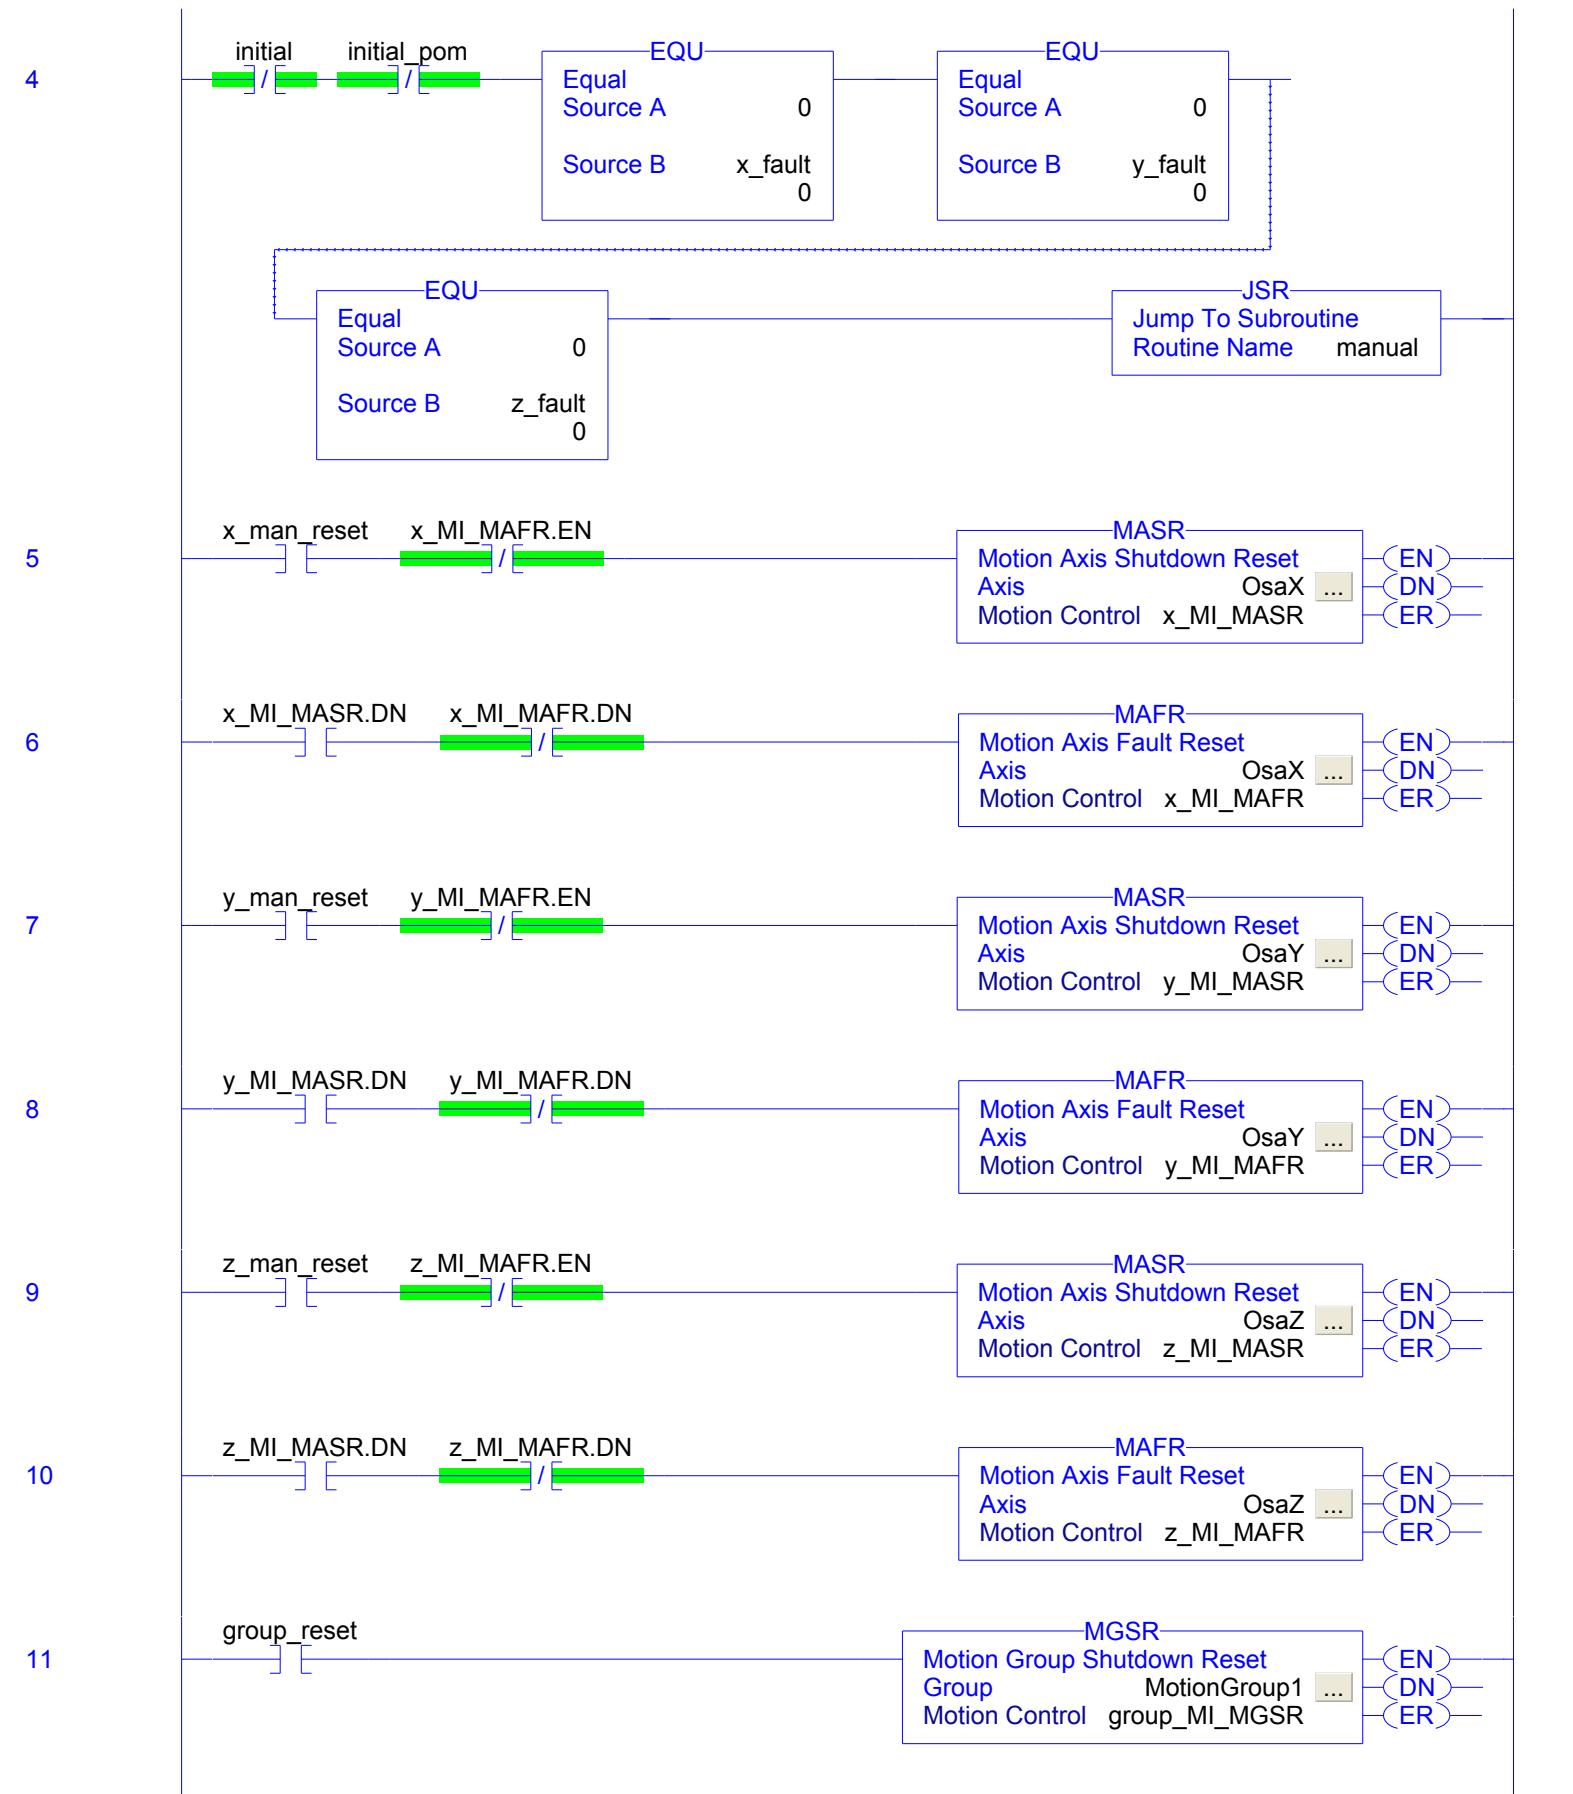 4
initial initial_pom
EQU
Equal
Source A 0
Source B x_fault
0
EQU
Equal
Source A 0
Source B y_fault
0
EQU
Equal
Source A 0
Source B z_fault
0
JSR
Jump To Subroutine
Routine Name manual
5
x_man_reset x_MI_MAFR.EN
MASR
Motion Axis Shutdown Reset
Axis OsaX ...
Motion Control x_MI_MASR
EN
DN
ER
6
x_MI_MASR.DN x_MI_MAFR.DN
MAFR
Motion Axis Fault Reset
Axis OsaX ...
Motion Control x_MI_MAFR
EN
DN
ER
7
y_man_reset y_MI_MAFR.EN
MASR
Motion Axis Shutdown Reset
Axis OsaY ...
Motion Control y_MI_MASR
EN
DN
ER
8
y_MI_MASR.DN y_MI_MAFR.DN
MAFR
Motion Axis Fault Reset
Axis OsaY ...
Motion Control y_MI_MAFR
EN
DN
ER
9
z_man_reset z_MI_MAFR.EN
MASR
Motion Axis Shutdown Reset
Axis OsaZ ...
Motion Control z_MI_MASR
EN
DN
ER
10
z_MI_MASR.DN z_MI_MAFR.DN
MAFR
Motion Axis Fault Reset
Axis OsaZ ...
Motion Control z_MI_MAFR
EN
DN
ER
11
group_reset
MGSR
Motion Group Shutdown Reset
Group MotionGroup1 ...
Motion Control group_MI_MGSR
EN
DN
ER